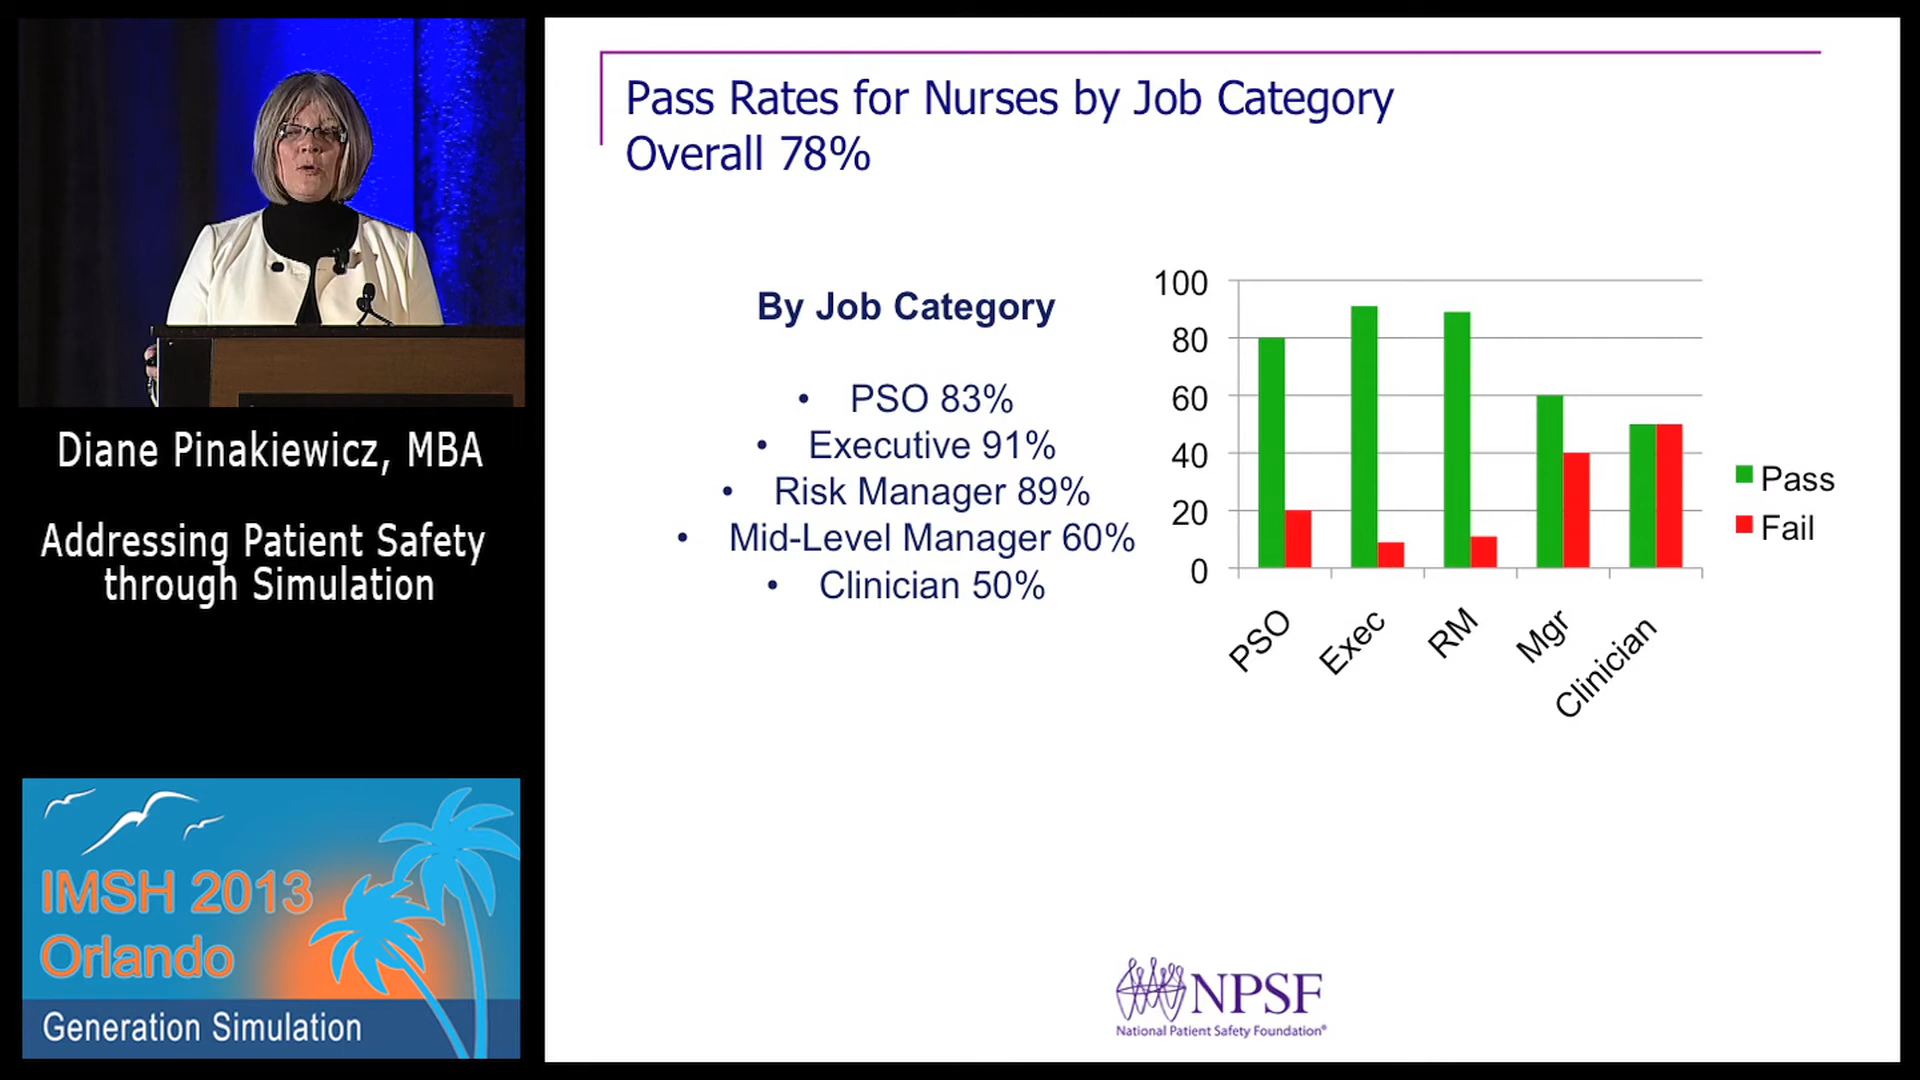 Diane Pinakiewicz, MBA
Addressing Patient Safety
through Simulation
IMSH 2013
Orlando
Generation Simulation
Pass Rates for Nurses by Job Category
Overall 78%
By Job Category
• PSO 83%
• Executive 91%
• Risk Manager 89%
• Mid-Level Manager 60%
• Clinician 50%
100
80
60
40
20
0
PSO
Exec
RM
Mgr
Clinician
Pass
Fail
NPSF
National Patient Safety Foundation®